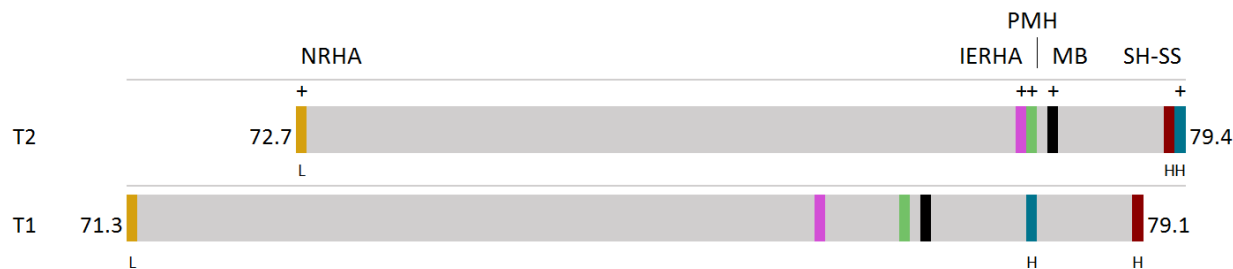 PMH
NRHA IERHA | MB SH-SS
+ ++ + +
T2 72.7 79.4
L HH
T1 71.3 79.1
L H H